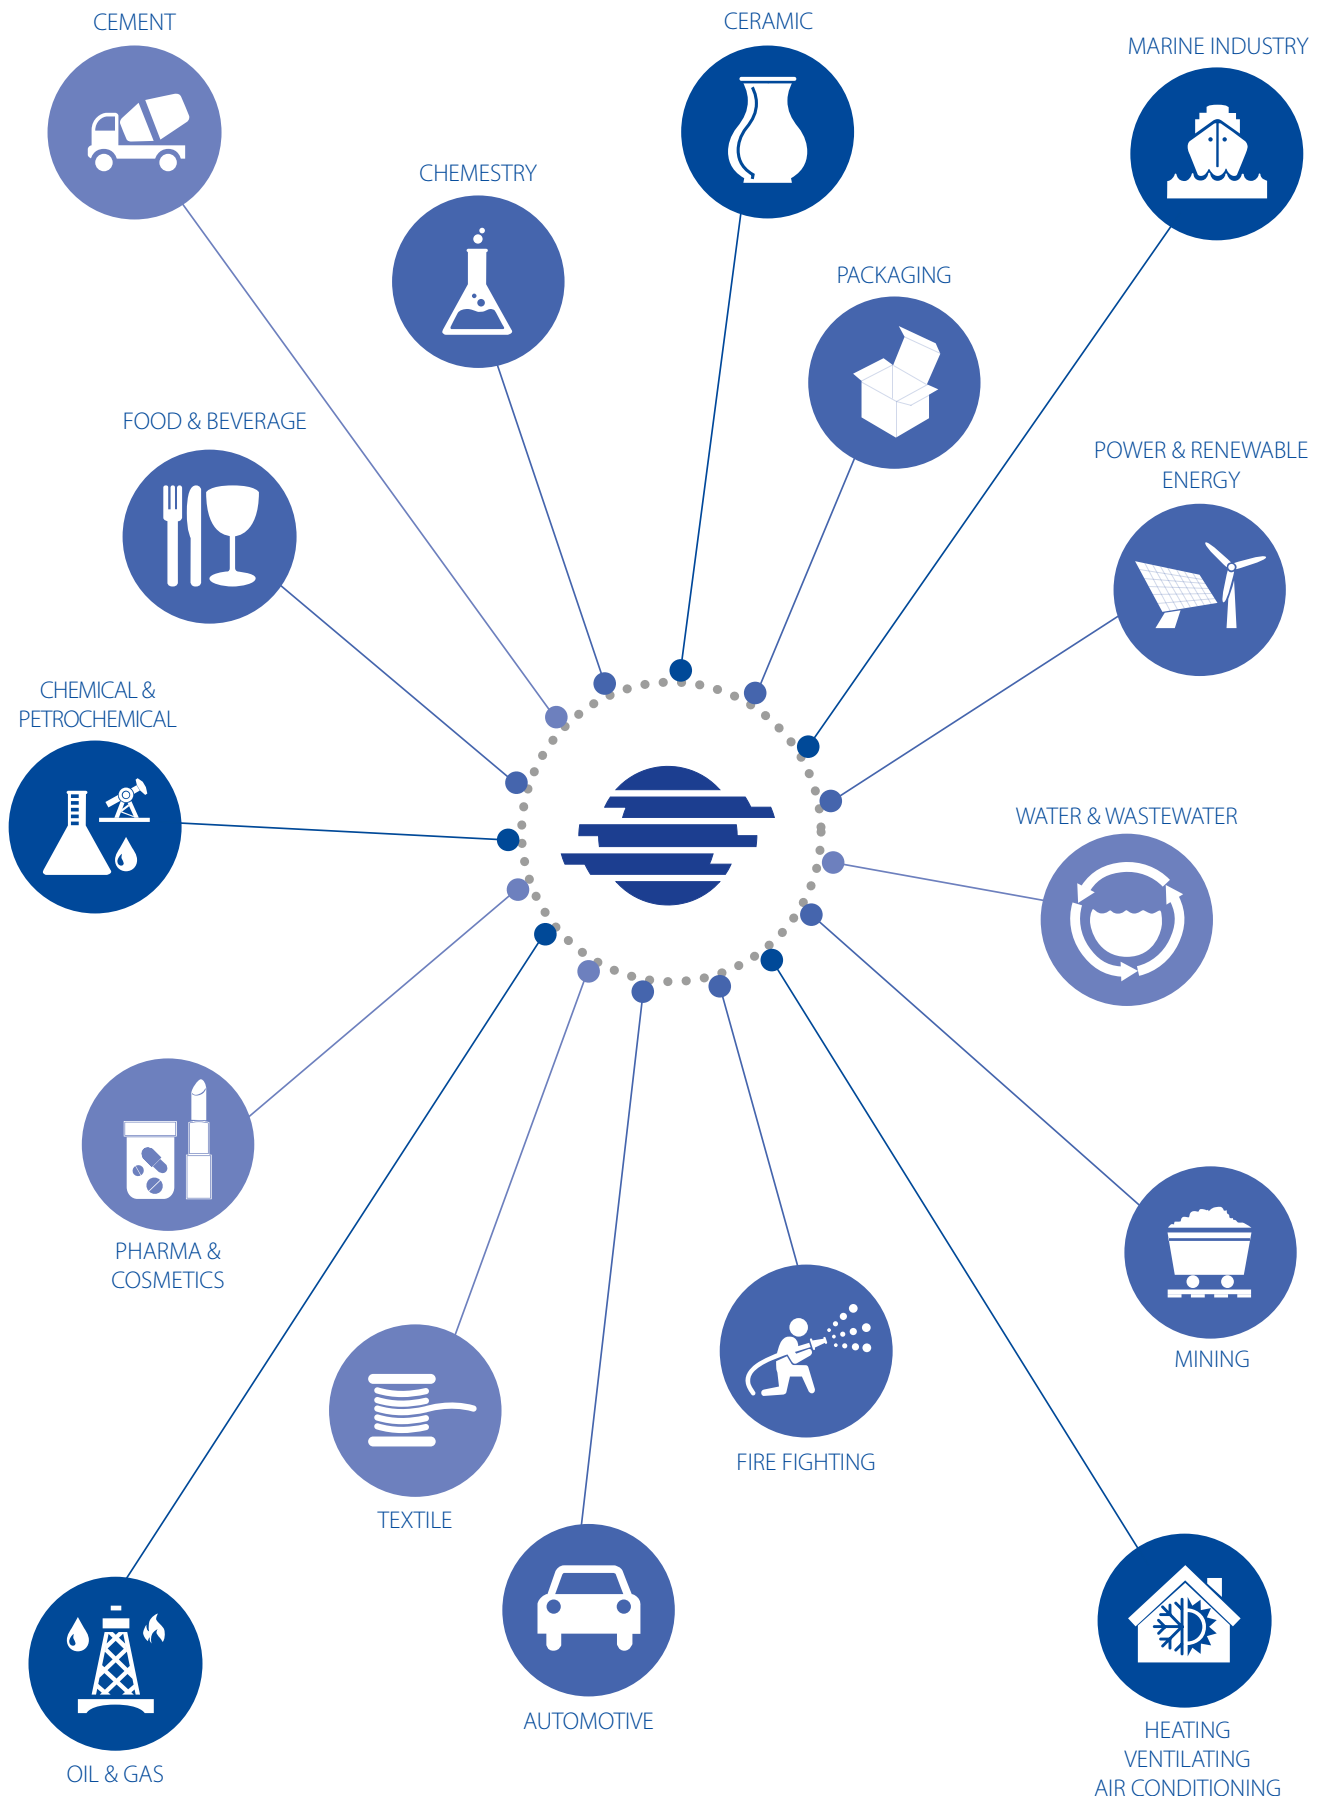 CEMENT
CERAMIC
MARINE INDUSTRY
CHEMESTRY
PACKAGING
FOOD & BEVERAGE
POWER & RENEWABLE
ENERGY
CHEMICAL &
PETROCHEMICAL
WATER & WASTEWATER
PHARMA &
COSMETICS
MINING
FIRE FIGHTING
TEXTILE
AUTOMOTIVE
OIL & GAS
HEATING
VENTILATING
AIR CONDITIONING